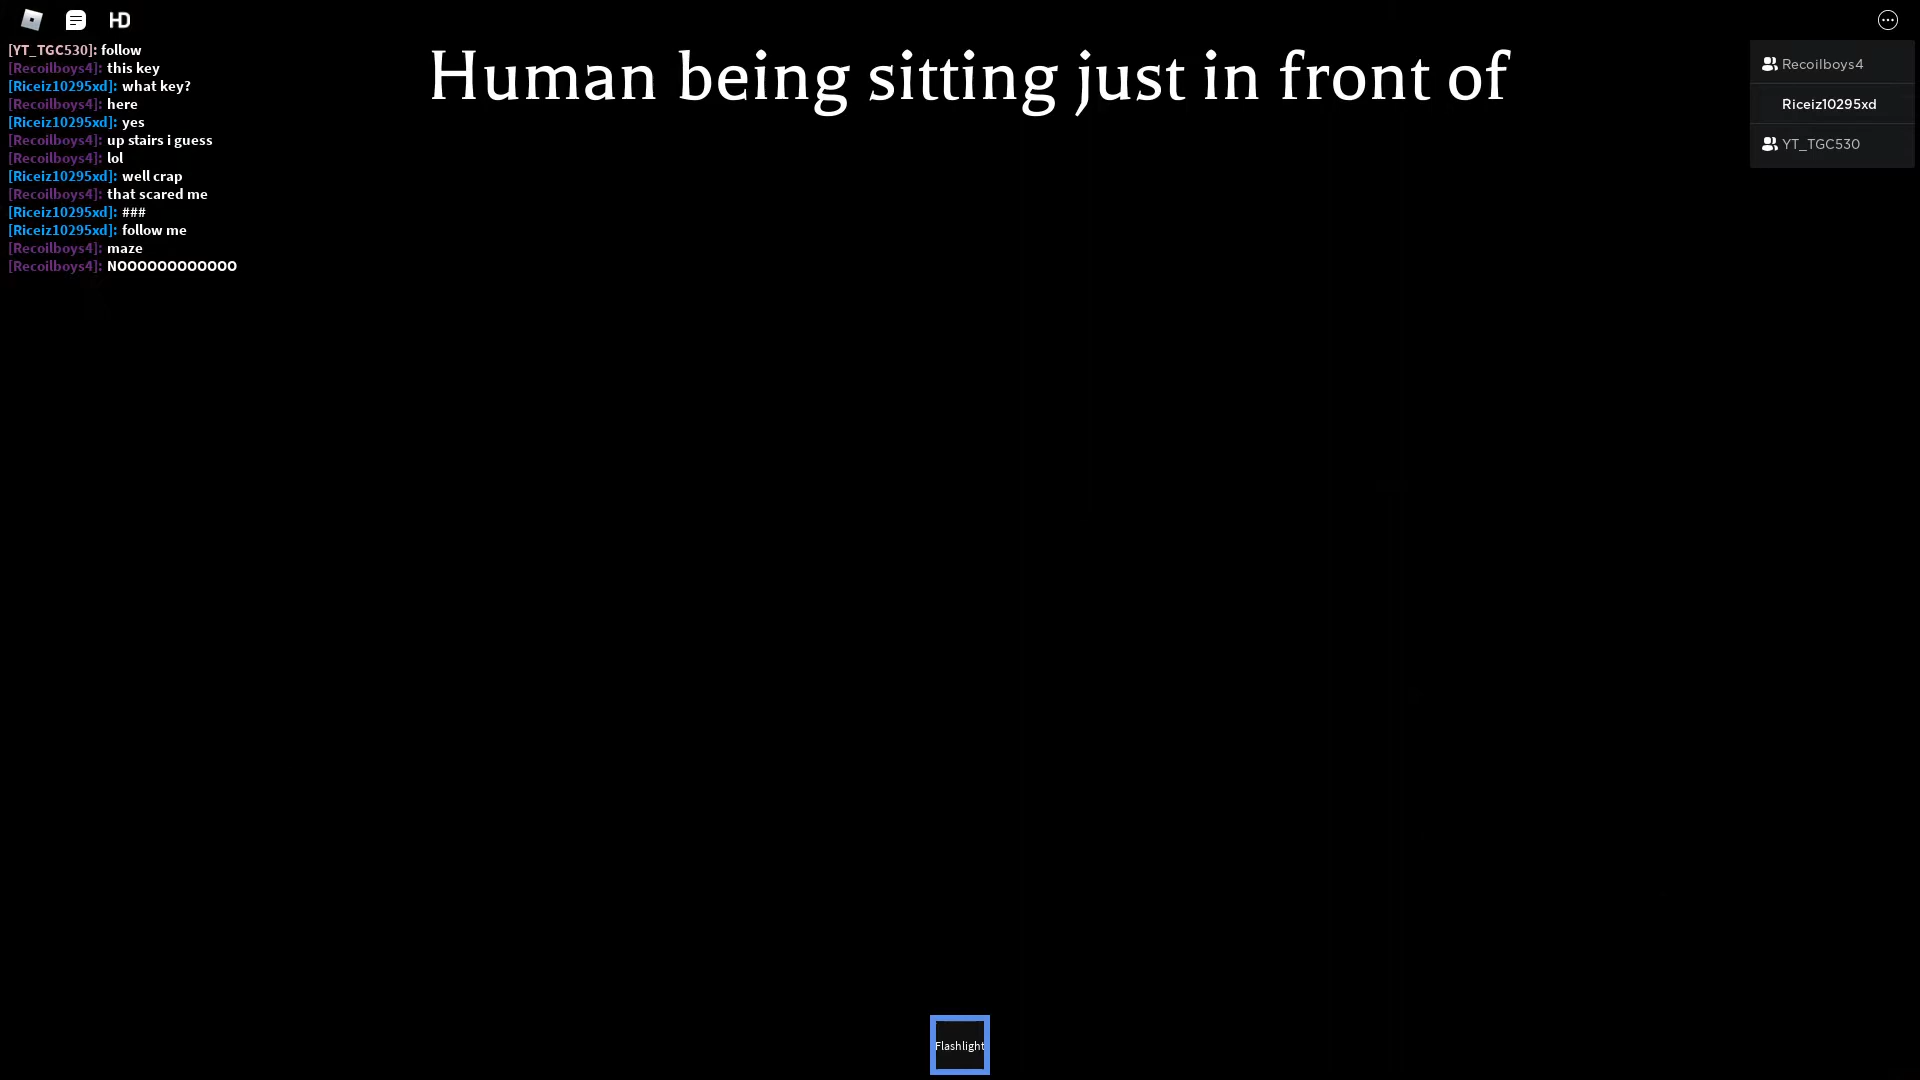 HD
[YT_TGC530]: follow
[Recoilboys4]: this key
[Riceiz10295xd]: what key?
[Recoilboys4]: here
[Riceiz10295xd]: yes
[Recoilboys4]: up stairs i guess
[Recoilboys4]: lol
[Riceiz10295xd]: well crap
[Recoilboys4]: that scared me
[Riceiz10295xd]: ###
[Riceiz10295xd]: follow me
[Recoilboys4]: maze
[Recoilboys4]: NOOOOOOOOOOOO
Human being sitting just in front of
Recoilboys4
Riceiz10295xd
YT_TGC530
Flashlight